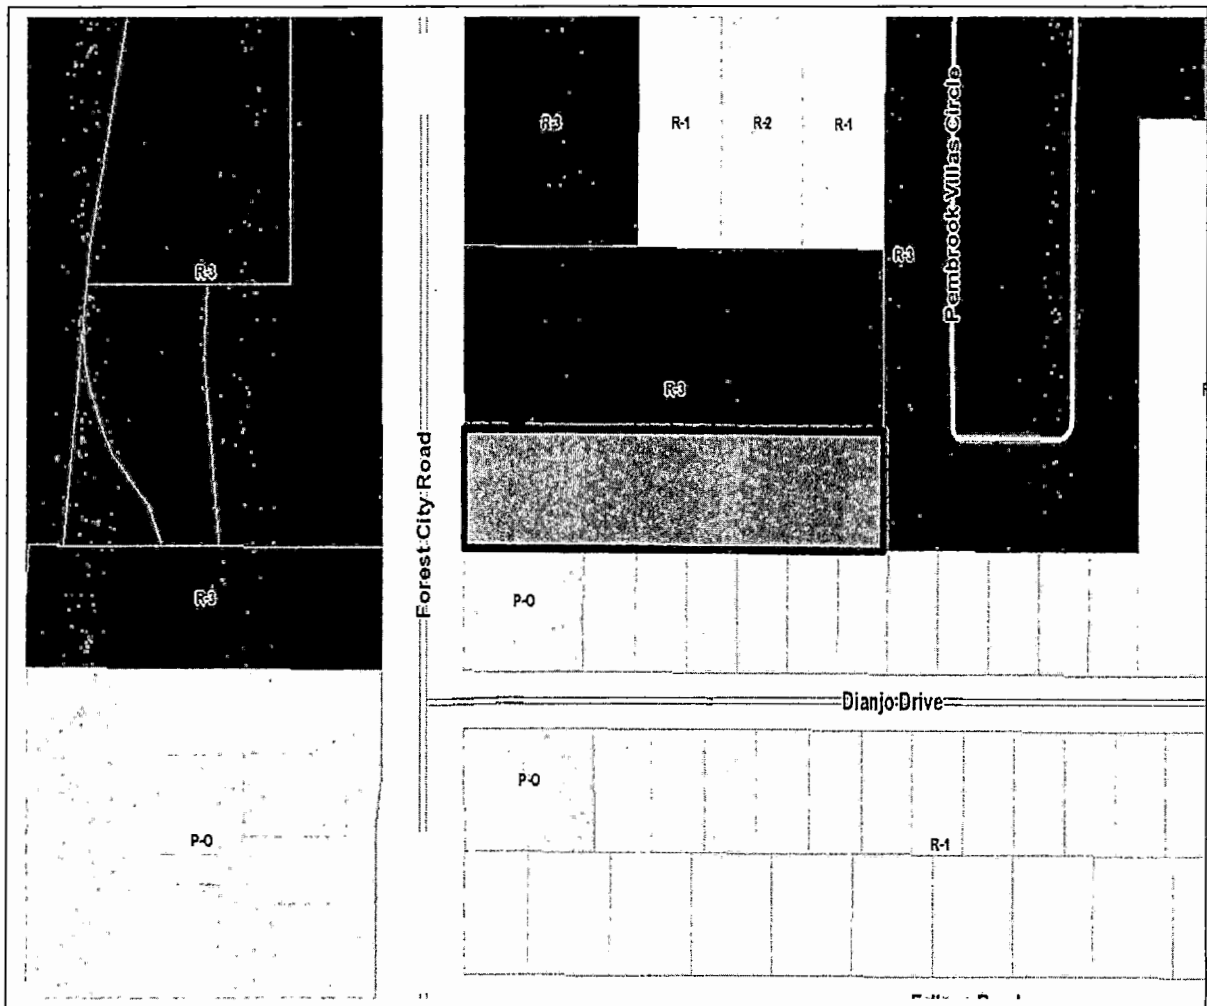 R-3
R-1
R-2
R-1
Pembrook Villas Circle
R-3
R-3
R-3
Forest City Road
R-3
P-O
Dianjo Drive
P-O
P-O
R-1